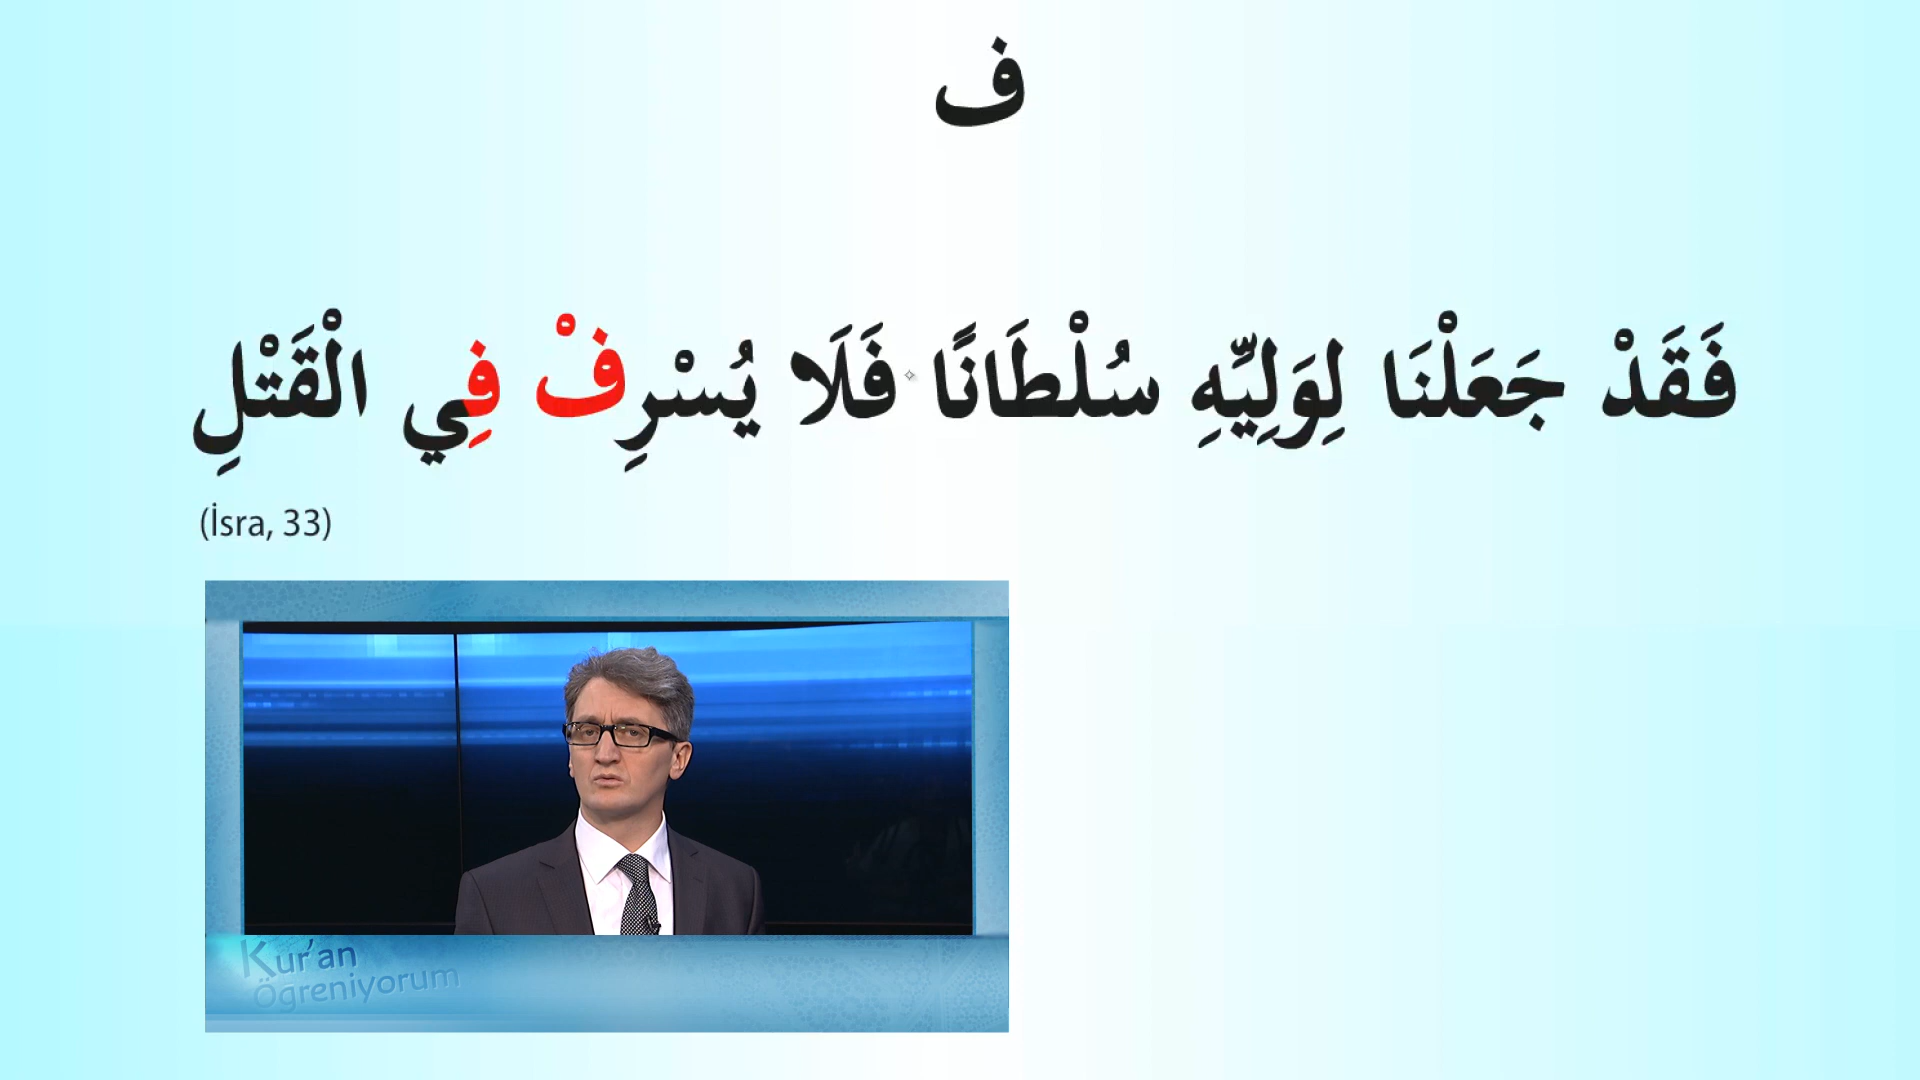 ف
فَقَدْ جَعَلْنَا لِوَلِيِّهِ سُلْطَانًا فَلَا يُسْرِفْ فِي الْقَتْلِ
(İsra, 33)
Kur'an
Öğreniyorum